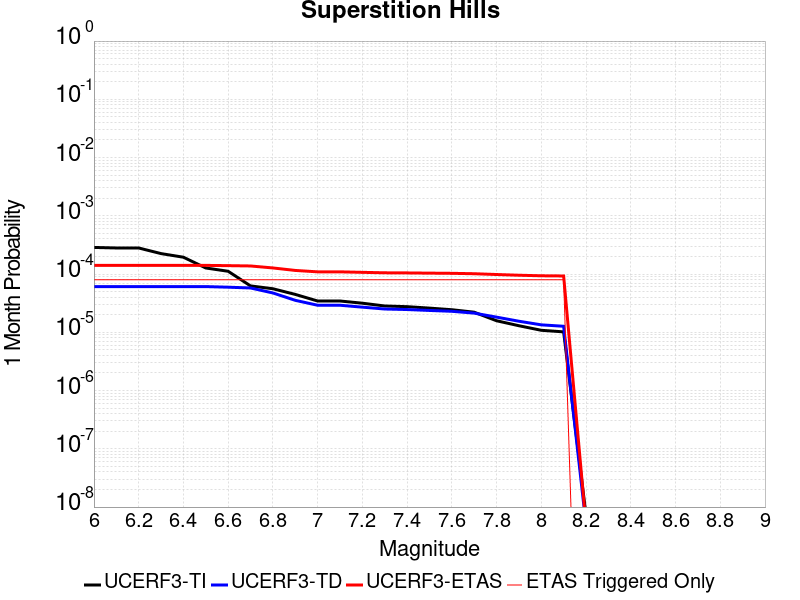 Superstition Hills
10^0
10^-1
10^-2
10^-3
10^-4
10^-5
10^-6
10^-7
10^-8
1 Month Probability
6 6.2 6.4 6.6 6.8 7 7.2 7.4 7.6 7.8 8 8.2 8.4 8.6 8.8 9
Magnitude
UCERF3-TI UCERF3-TD UCERF3-ETAS ETAS Triggered Only